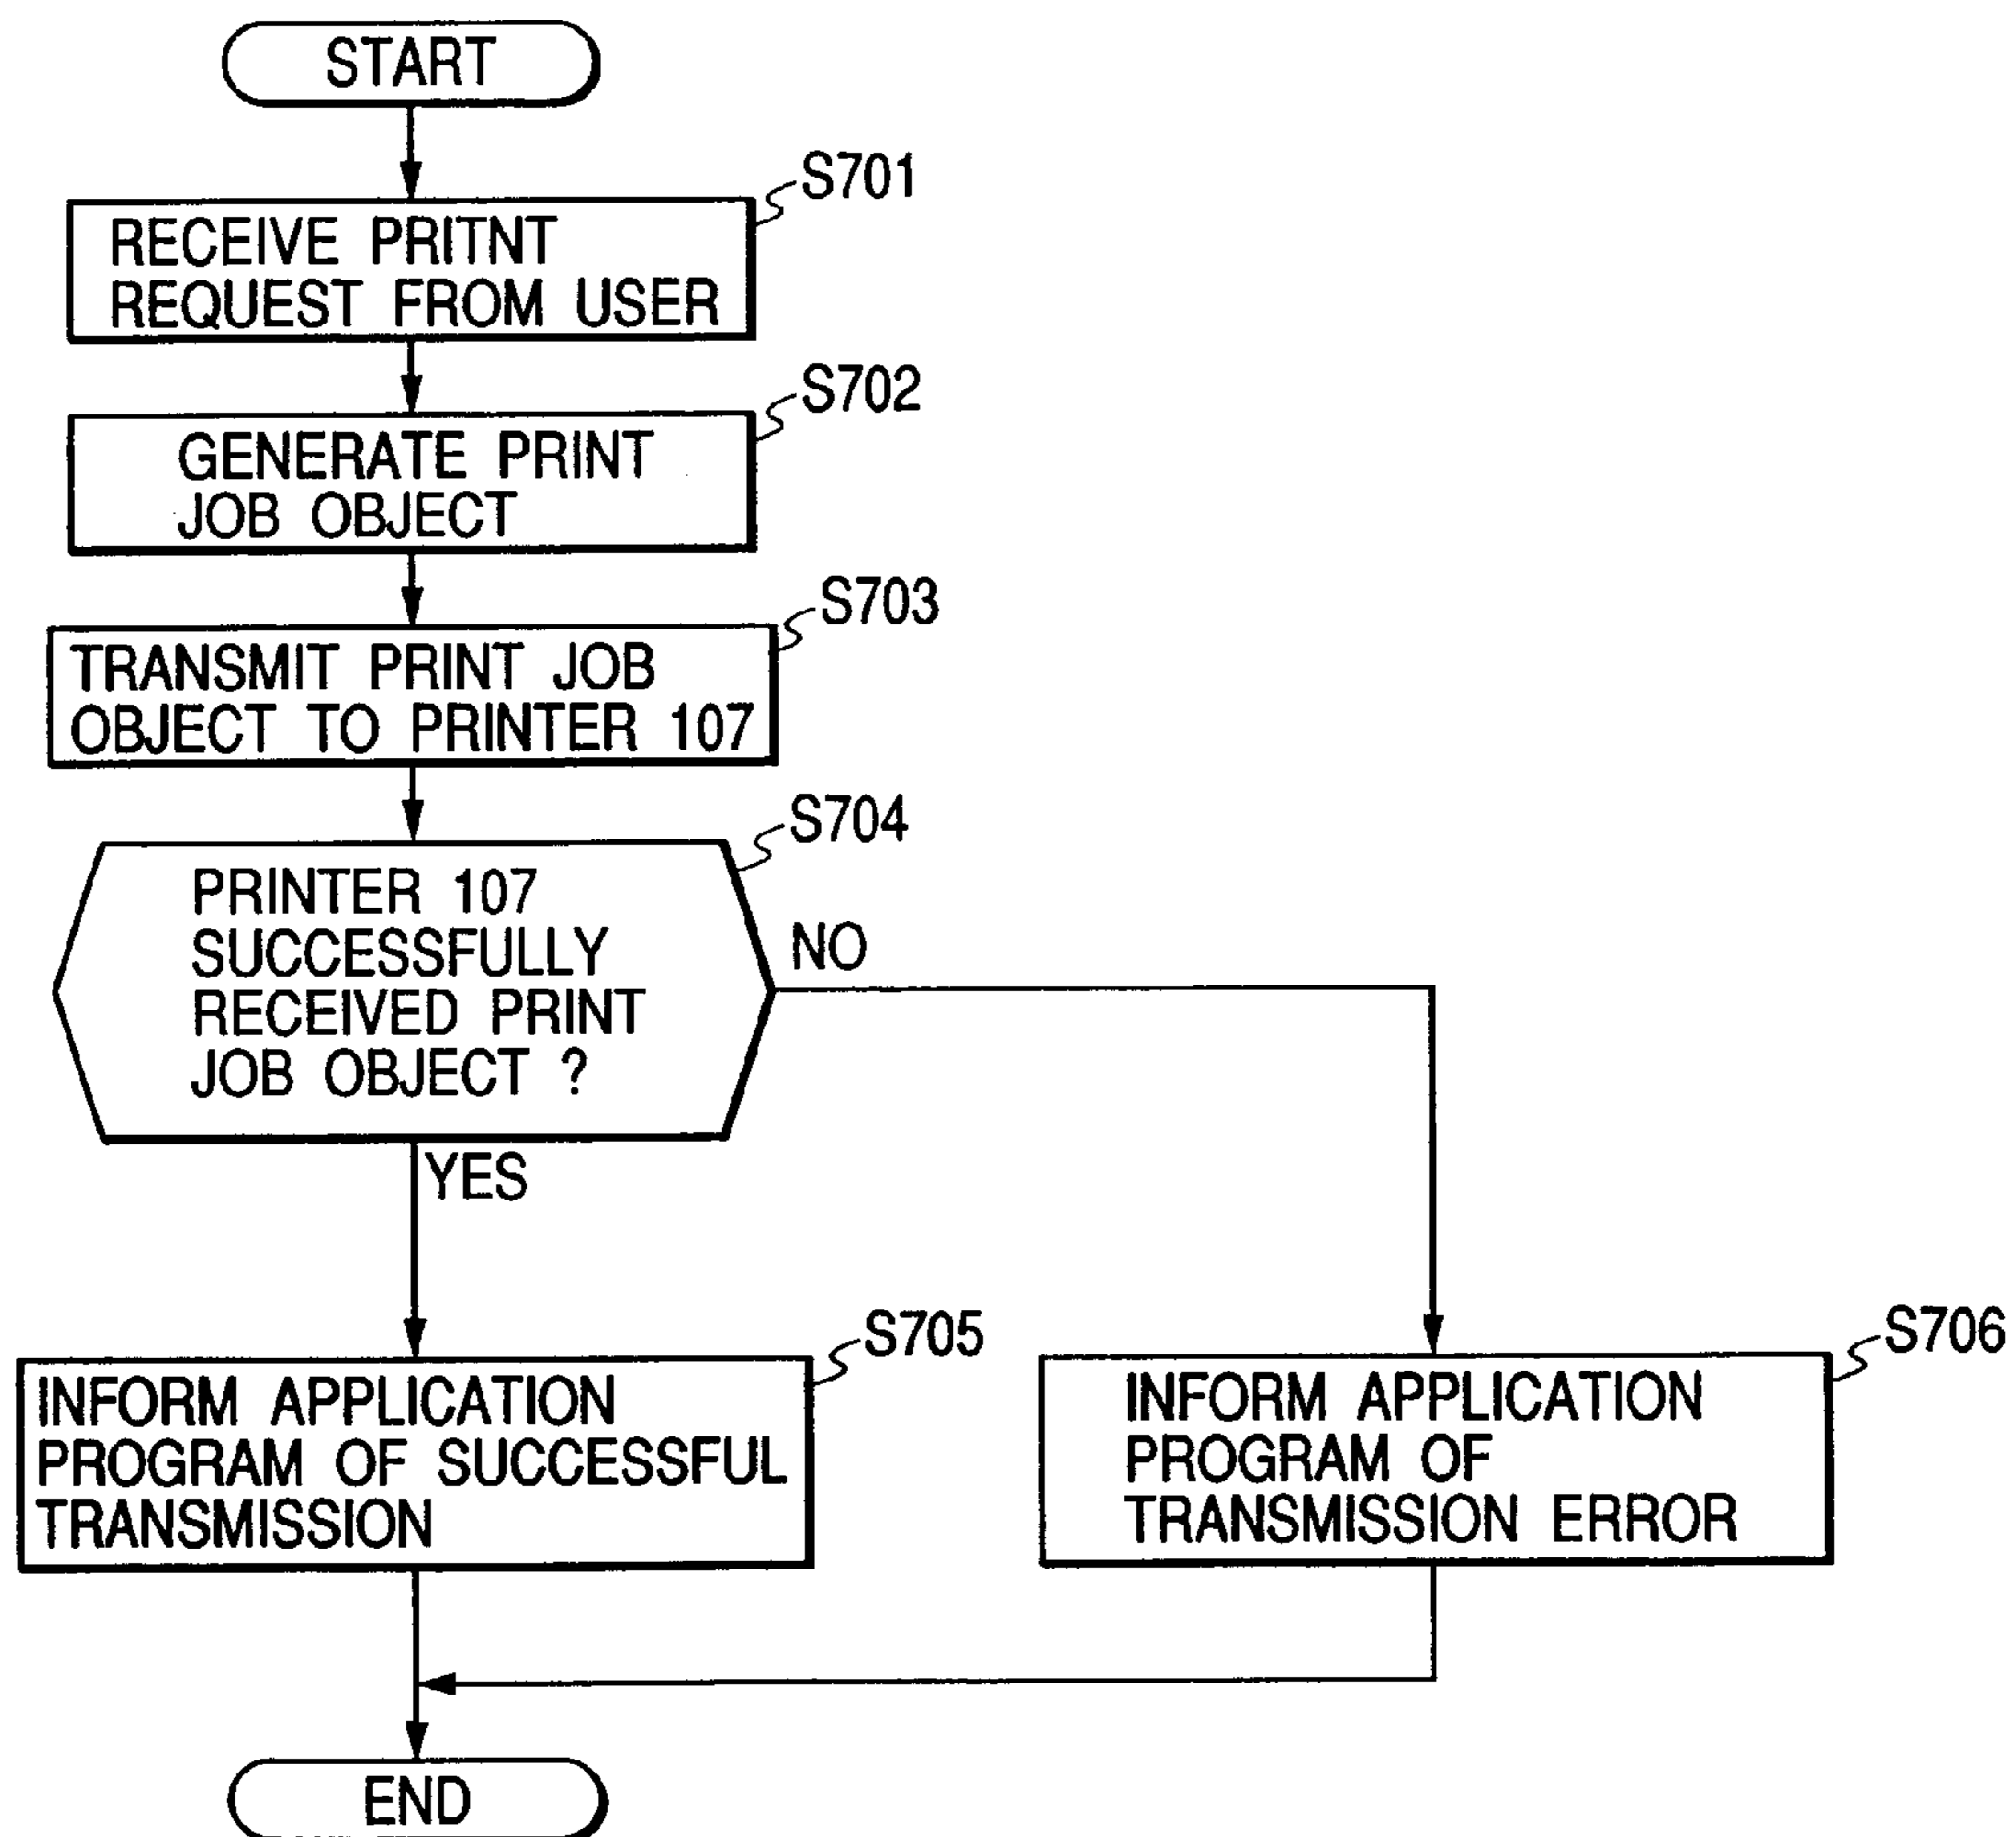 START
S701
RECEIVE PRITNT
REQUEST FROM USER
S702
GENERATE PRINT
JOB OBJECT
S703
TRANSMIT PRINT JOB
OBJECT TO PRINTER 107
S704
PRINTER 107
SUCCESSFULLY
RECEIVED PRINT
JOB OBJECT ?
NO
YES
S705
INFORM APPLICATION
PROGRAM OF SUCCESSFUL
TRANSMISSION
S706
INFORM APPLICATION
PROGRAM OF
TRANSMISSION ERROR
END